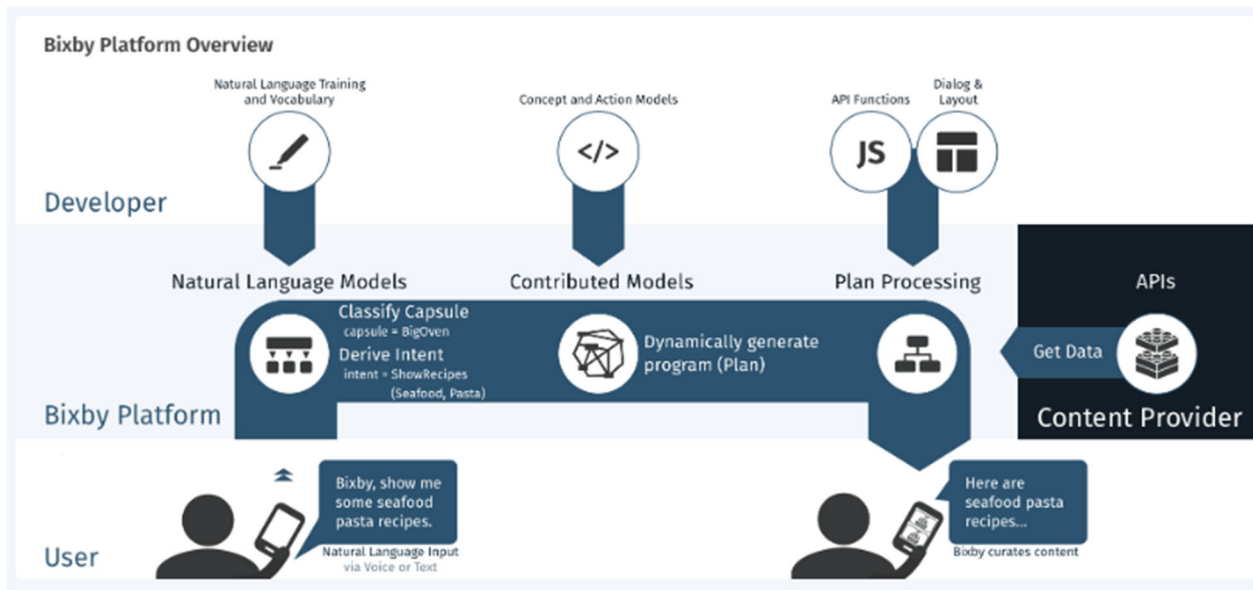 Bixby Platform Overview
Natural Language Training
and Vocabulary
Concept and Action Models
API Functions
Dialog &
Layout
</>
JS
Developer
Natural Language Models
Contributed Models
Plan Processing
APIs
Classify Capsule
capsule = BigOven
Derive Intent
intent = ShowRecipes
(Seafood, Pasta)
Dynamically generate
program (Plan)
Get Data
Bixby Platform
Content Provider
Bixby, show me
some seafood
pasta recipes.
Here are
seafood pasta
recipes...
User
Natural Language Input
via Voice or Text
Bixby curates content